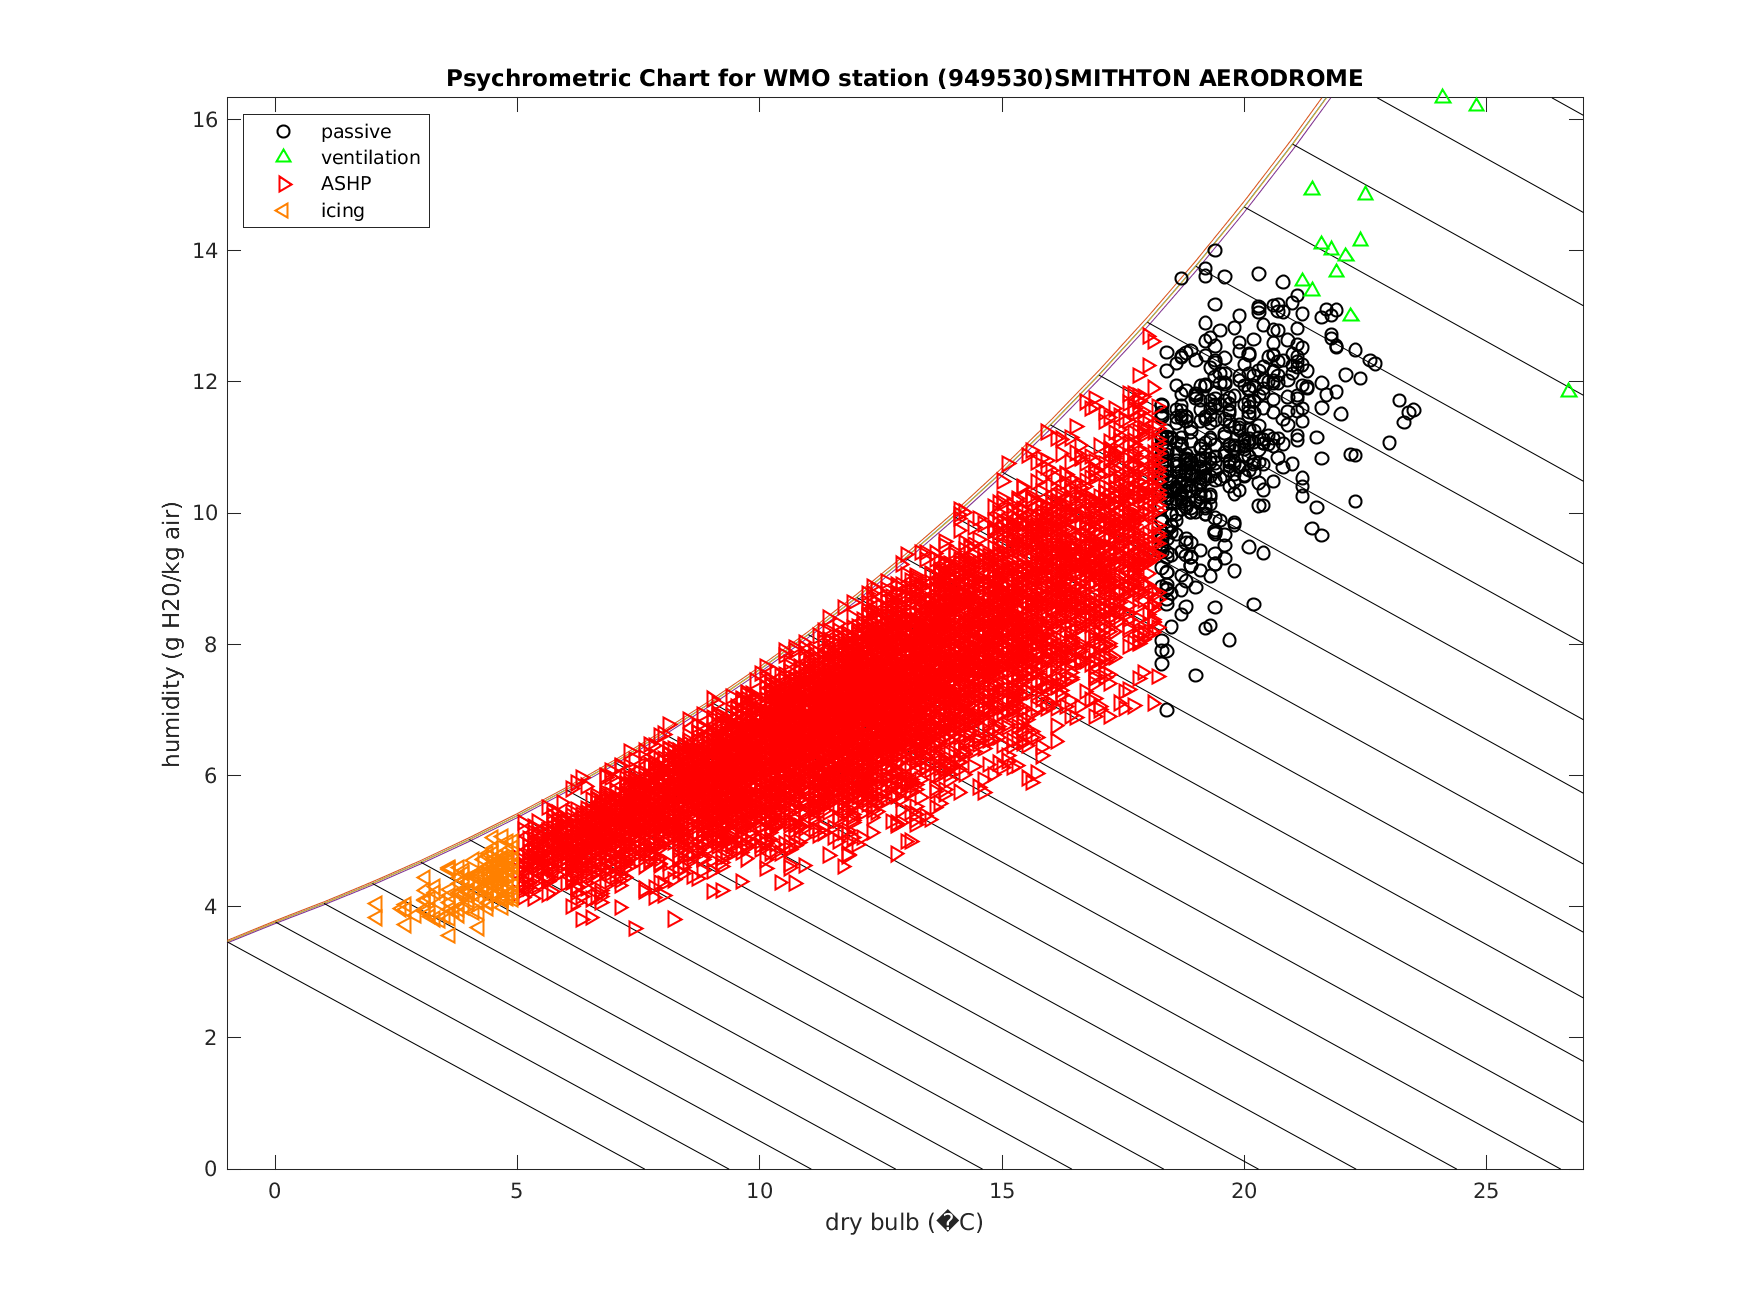 Psychrometric Chart for WMO station (949530)SMITHTON AERODROME
passive
ventilation
ASHP
icing
16
14
12
10
8
6
4
2
0
humidity (g H20/kg air)
0 5 10 15 20 25
dry bulb (�C)